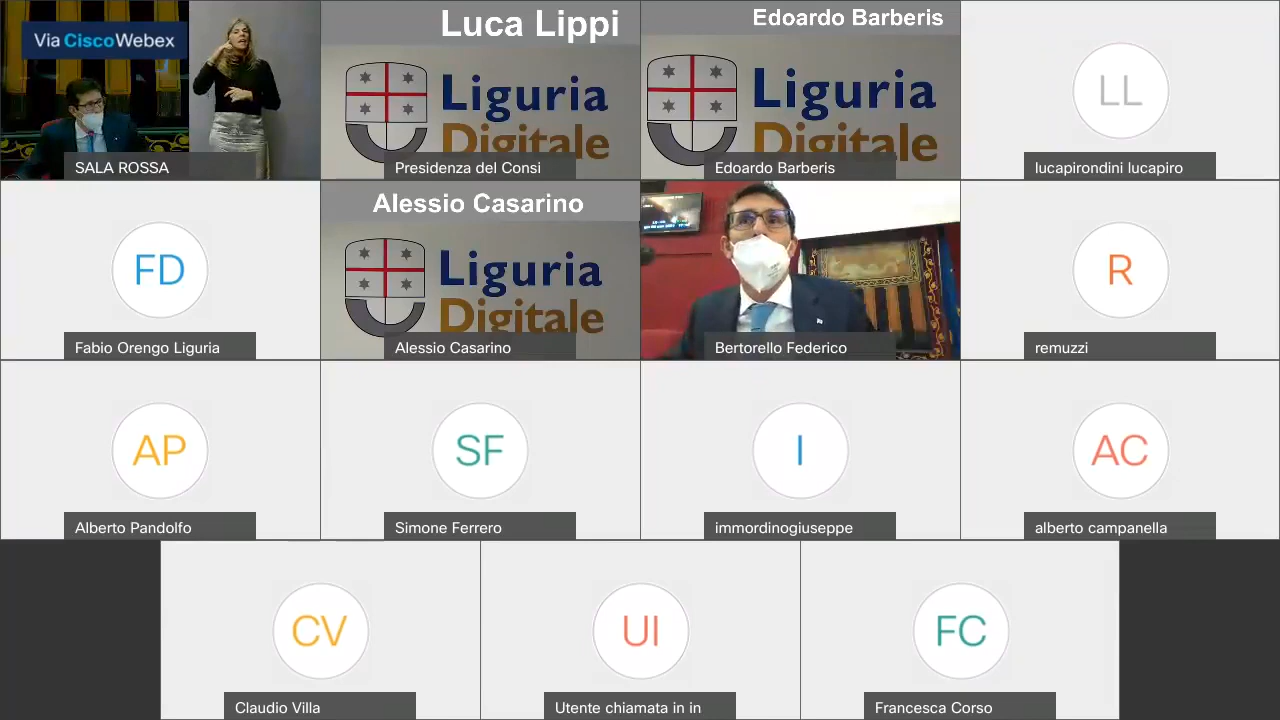 Via Cisco Webex
SALA ROSSA
Luca Lippi
Liguria
Digitale
Presidenza del Consi
Edoardo Barberis
Liguria
Digitale
Edoardo Barberis
LL
lucapirondini lucapiro
FD
Fabio Orengo Liguria
Alessio Casarino
Liguria
Digitale
Alessio Casarino
Bertorello Federico
R
remuzzi
AP
Alberto Pandolfo
SF
Simone Ferrero
I
immordinogiuseppe
AC
alberto campanella
CV
Claudio Villa
UI
Utente chiamata in in
FC
Francesca Corso